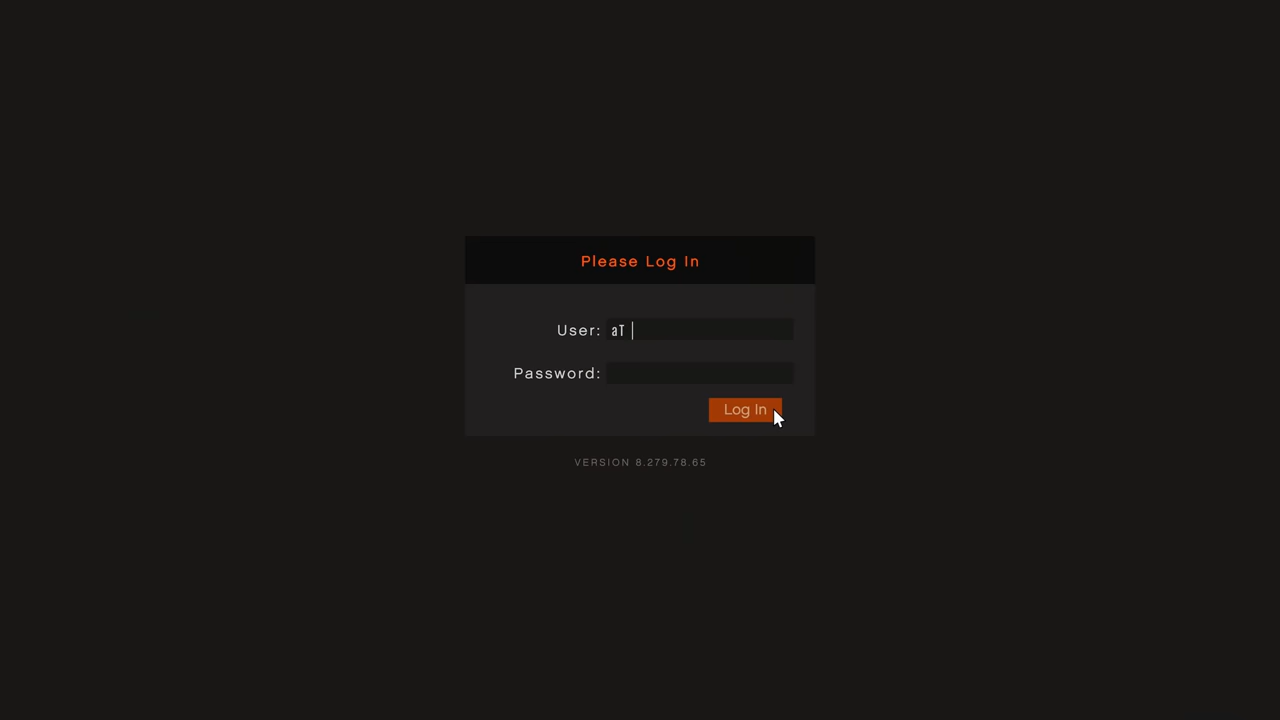 Please Log In
User: aT
Password:
Log In
VERSION 8.279.78.65